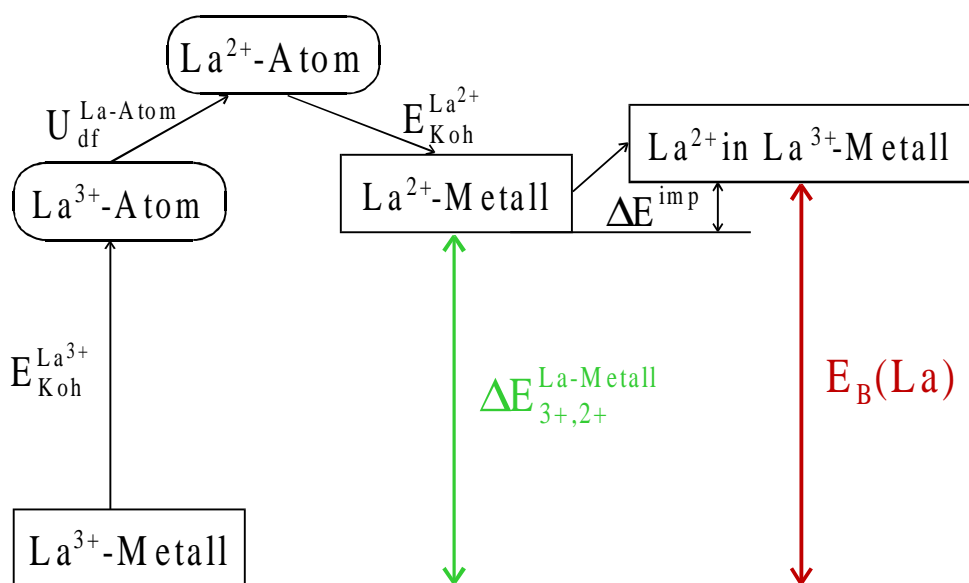 La²⁺-Atom
U_df^La-Atom
E_Koh^La²⁺
La²⁺in La³⁺-Metall
La³⁺-Atom
La²⁺-Metall
ΔE^imp
E_Koh^La³⁺
ΔE_3+,2+^La-Metall
E_B(La)
La³⁺-Metall